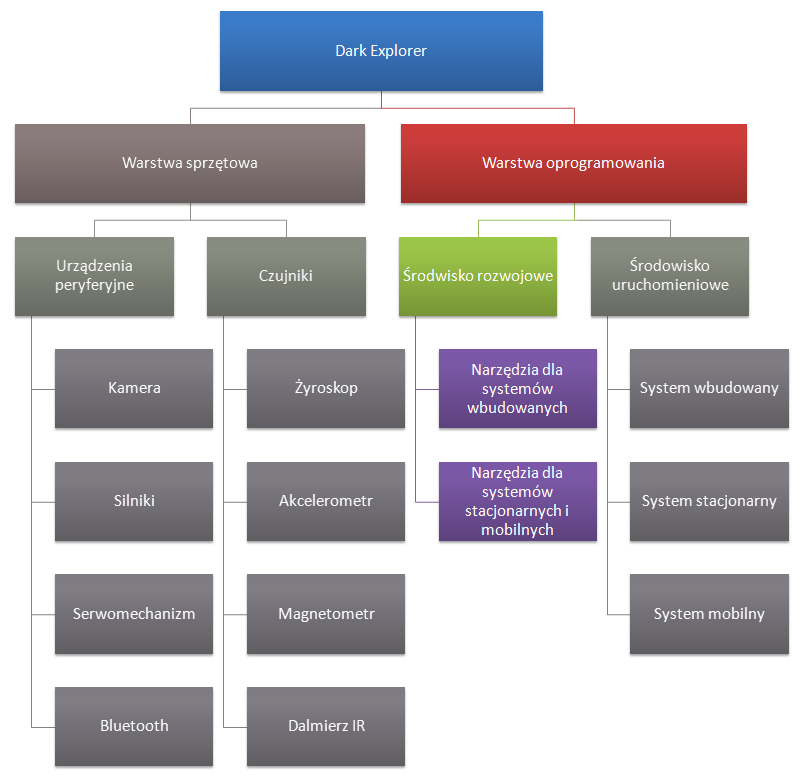 Dark Explorer
Warstwa sprzętowa
Warstwa oprogramowania
Urządzenia
peryferyjne
Czujniki
Środwisko rozwojowe
Środowisko
uruchomieniowe
Kamera
Silniki
Serwomechanizm
Bluetooth
Żyroskop
Akcelerometr
Magnetometr
Dalmierz IR
Narzędzia dla
systemów
wbudowanych
Narzędzia dla
systemów
stacjonarnych i
mobilnych
System wbudowany
System stacjonarny
System mobilny